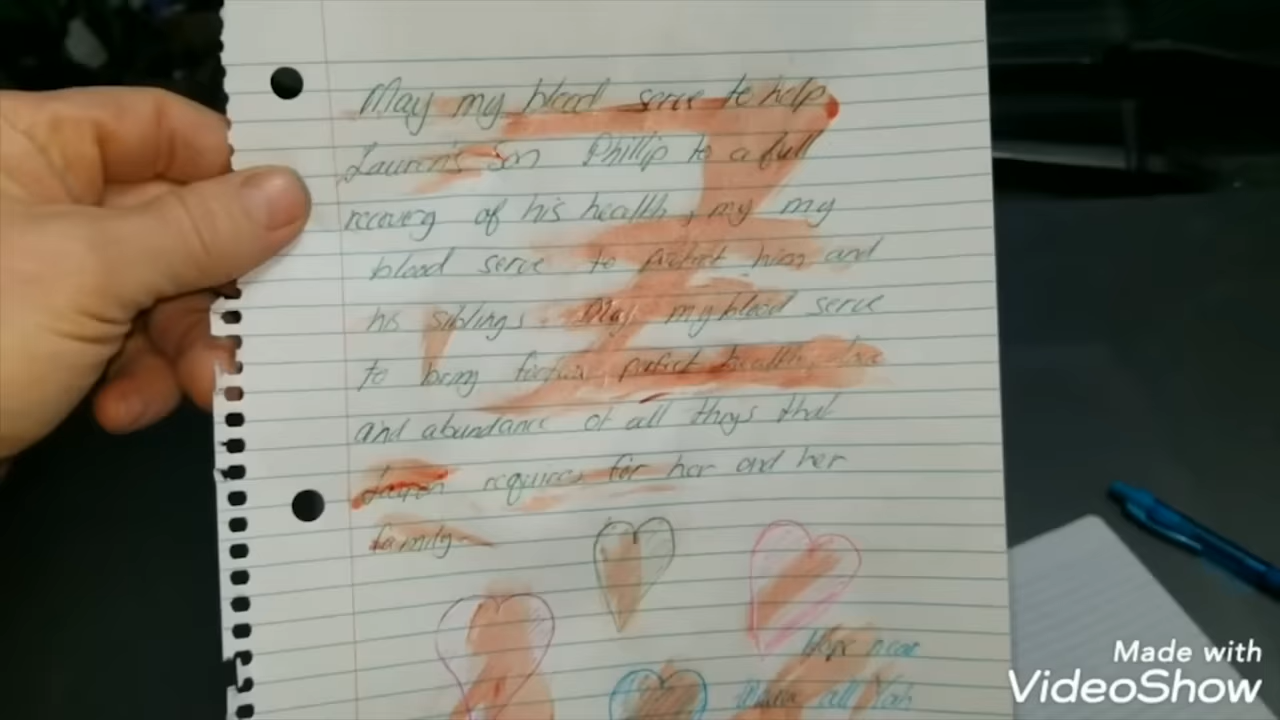 May my blood serve to help
Lauren's son Phillip to a full
recovery of his health, my my
blood serve to protect him and
his siblings. May my blood serve
to bring fortune, perfect health, love
and abundance of all thngs that
Lauren requires for her and her
family.
Made with
VideoShow